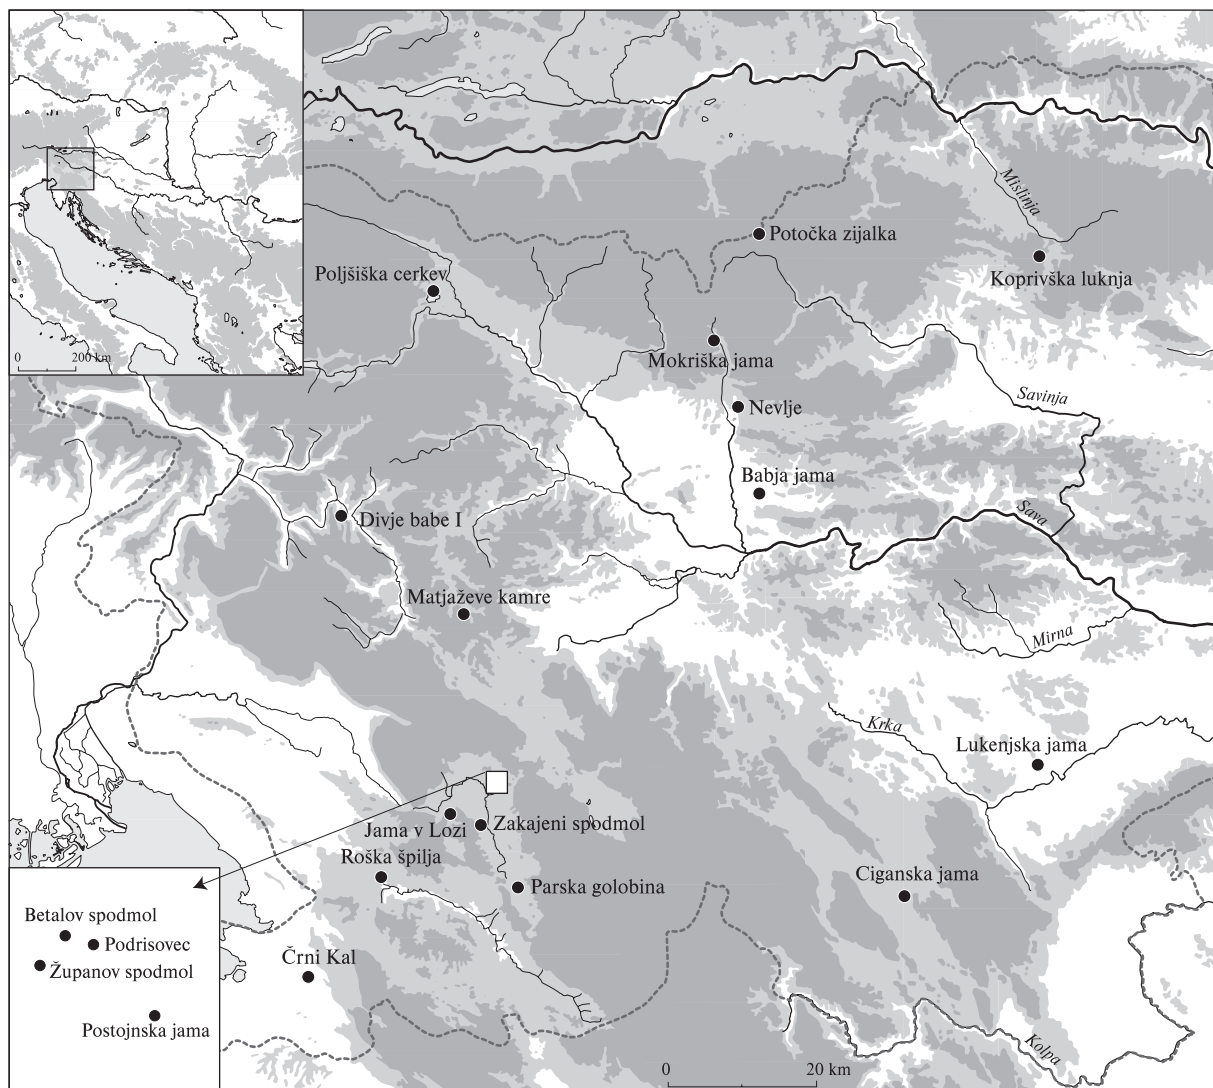 Mislinja
Potočka zijalka
Koprivška luknja
Poljšiška cerkev
0
200 km
Mokriška jama
Savinja
Nevlje
Babja jama
Sava
Divje babe I
Matjaževe kamre
Mirna
Krka
Lukenjska jama
Jama v Lozi
Zakajeni spodmol
Roška špilja
Parska golobina
Ciganska jama
Betalov spodmol
Podrisovec
Županov spodmol
Črni Kal
Postojnska jama
Kolpa
0
20 km